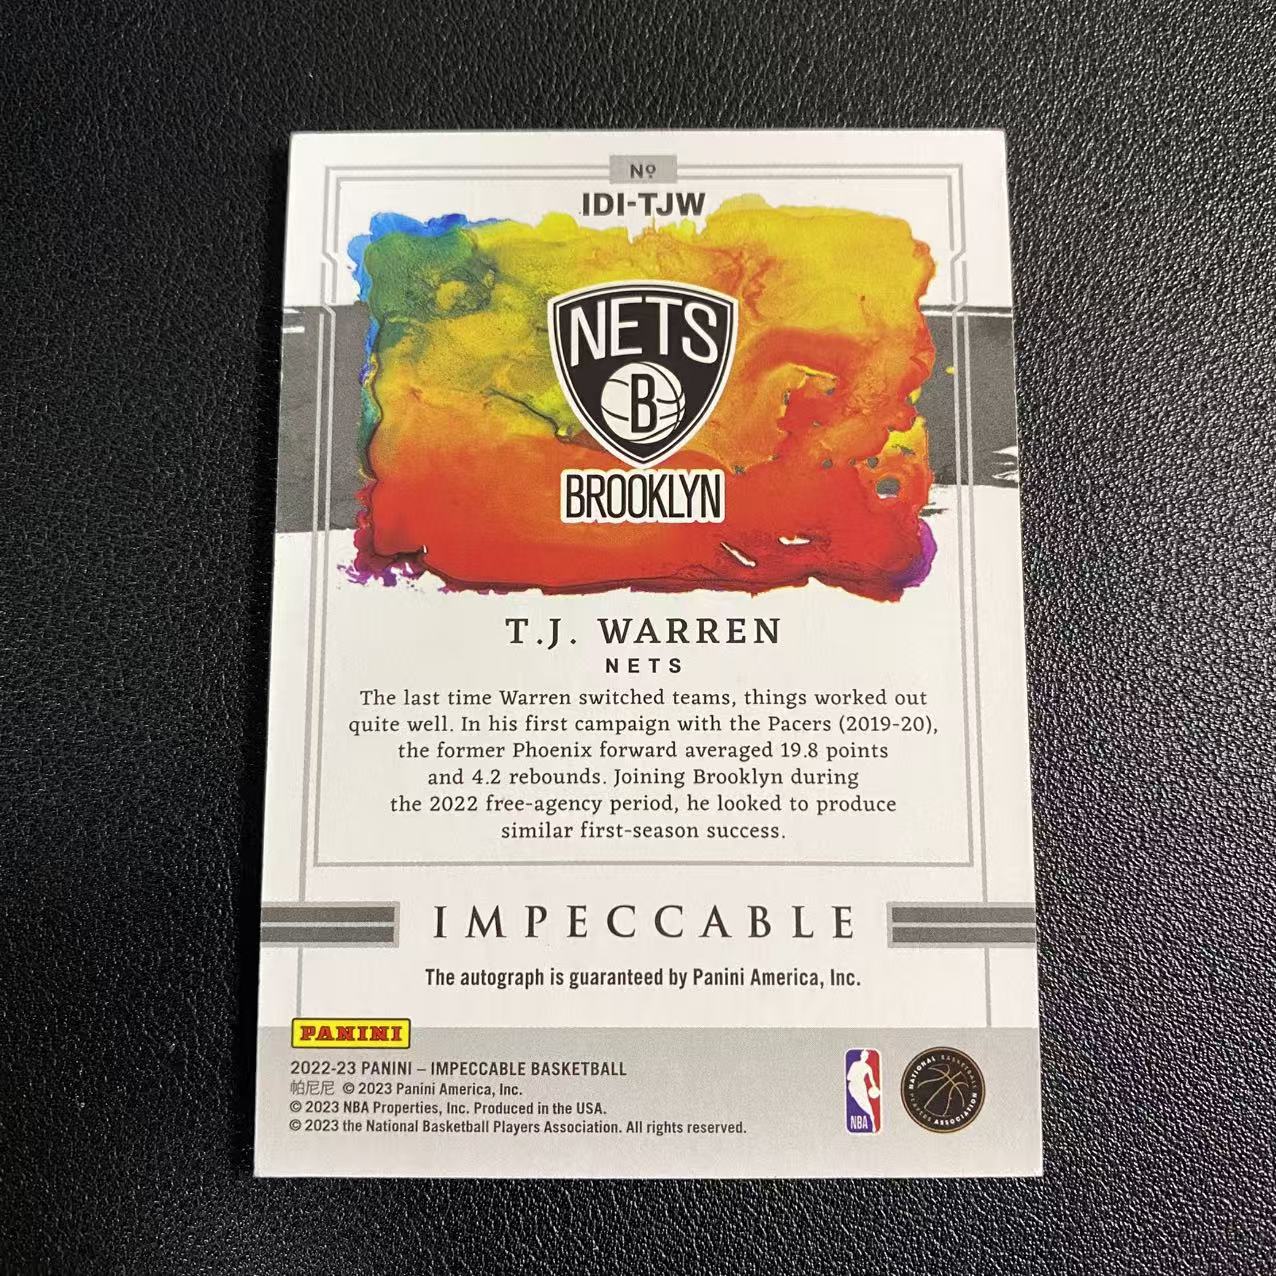 Nº
IDI-TJW
NETS
B
BROOKLYN
T.J. WARREN
NETS
The last time Warren switched teams, things worked out
quite well. In his first campaign with the Pacers (2019-20),
the former Phoenix forward averaged 19.8 points
and 4.2 rebounds. Joining Brooklyn during
the 2022 free-agency period, he looked to produce
similar first-season success.
IMPECCABLE
The autograph is guaranteed by Panini America, Inc.
PANINI
2022-23 PANINI – IMPECCABLE BASKETBALL
帕尼尼 © 2023 Panini America, Inc.
© 2023 NBA Properties, Inc. Produced in the USA.
© 2023 the National Basketball Players Association. All rights reserved.
NBA
NATIONAL BASKETBALL
PLAYERS ASSOCIATION